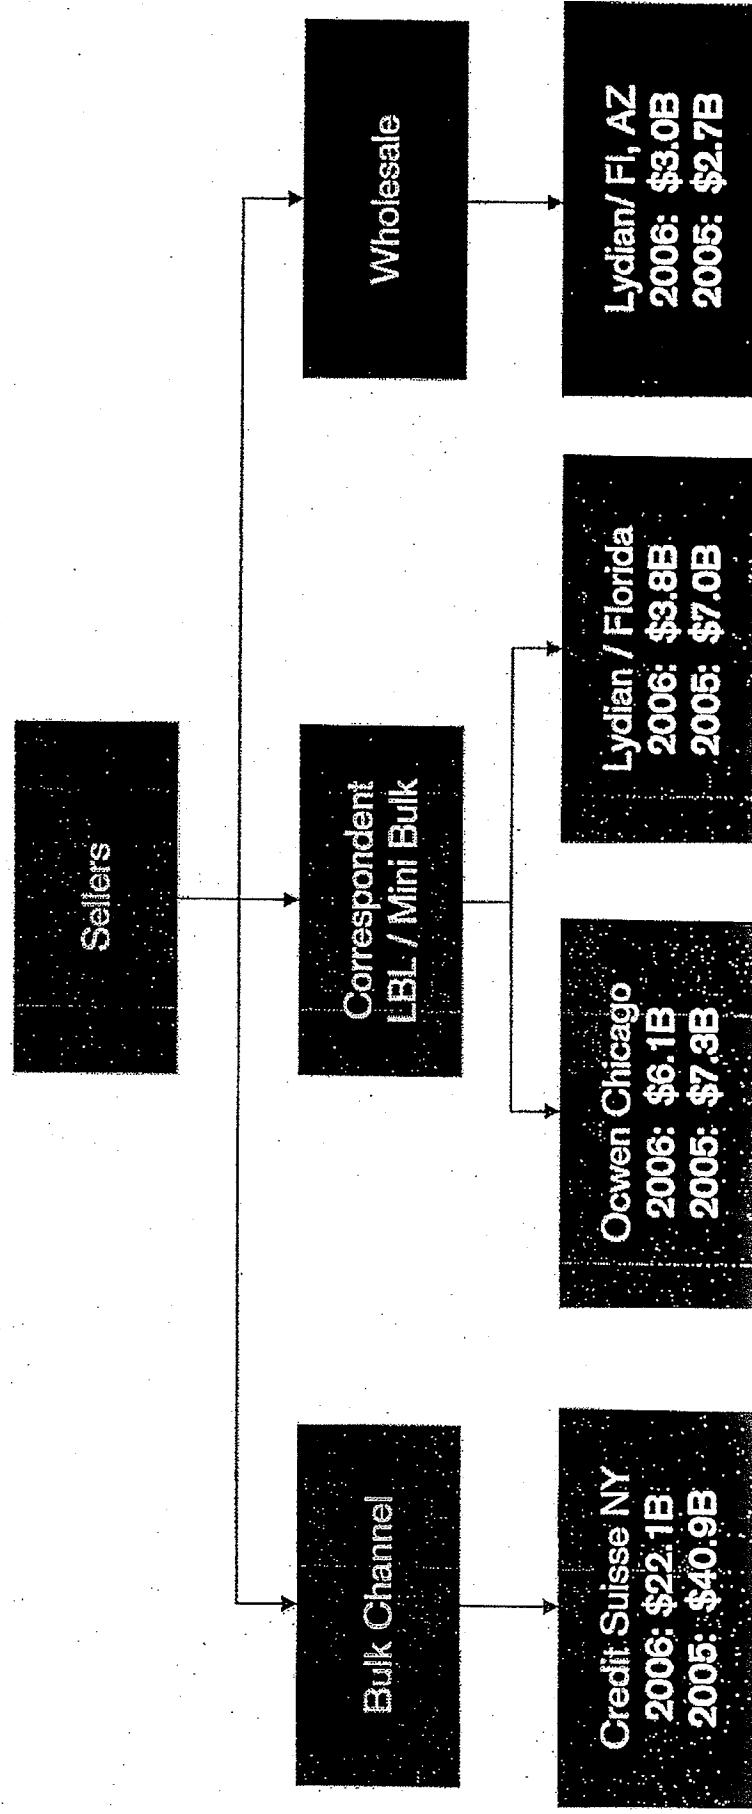 Sellers
Bulk Channel
Correspondent
LBL / Mini Bulk
Wholesale
Credit Suisse NY
2006: $22.1B
2005: $40.9B
Ocwen Chicago
2006: $6.1B
2005: $7.3B
Lydian / Florida
2006: $3.8B
2005: $7.0B
Lydian/ Fl, AZ
2006: $3.0B
2005: $2.7B